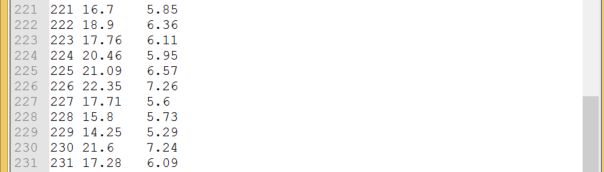 221 221 16.7 5.85
222 222 18.9 6.36
223 223 17.76 6.11
224 224 20.46 5.95
225 225 21.09 6.57
226 226 22.35 7.26
227 227 17.71 5.6
228 228 15.8 5.73
229 229 14.25 5.29
230 230 21.6 7.24
231 231 17.28 6.09